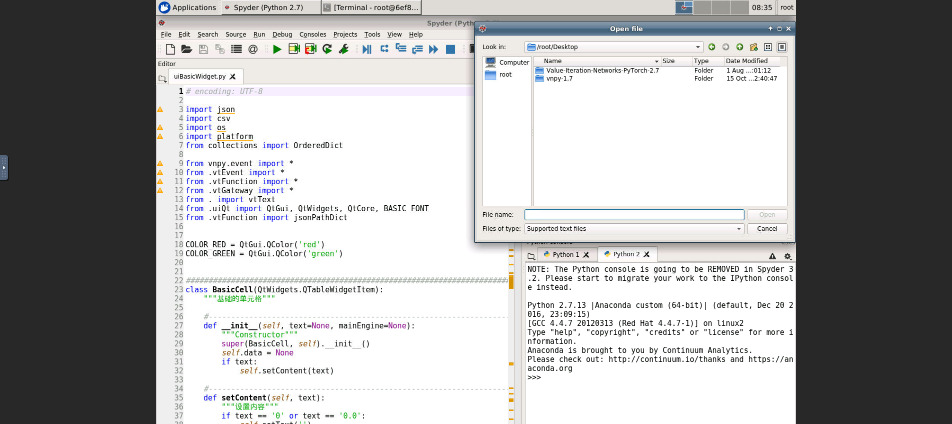 Applications
Spyder (Python 2.7)
[Terminal - root@6ef8...
08:35
root
Spyder (Pyth
File Edit Search Source Run Debug Consoles Projects Tools View Help
Editor
uiBasicWidget.py
1 # encoding: UTF-8
2
3 import json
4 import csv
5 import os
6 import platform
7 from collections import OrderedDict
8
9 from vnpy.event import *
10 from .vtEvent import *
11 from .vtFunction import *
12 from .vtGateway import *
13 from . import vtText
14 from .uiQt import QtGui, QtWidgets, QtCore, BASIC_FONT
15 from .vtFunction import jsonPathDict
16
17
18 COLOR_RED = QtGui.QColor('red')
19 COLOR_GREEN = QtGui.QColor('green')
20
21
22 ########################################################################
23 class BasicCell(QtWidgets.QTableWidgetItem):
24 """基础的单元格"""
25
26 #----------------------------------------------------------------------
27 def __init__(self, text=None, mainEngine=None):
28 """Constructor"""
29 super(BasicCell, self).__init__()
30 self.data = None
31 if text:
32 self.setContent(text)
33
34 #----------------------------------------------------------------------
35 def setContent(self, text):
36 """设置内容"""
37 if text == '0' or text == '0.0':
38 self.setText('')
Open file
Look in: /root/Desktop
Computer
root
Name Size Type Date Modified
Value-Iteration-Networks-PyTorch-2.7 Folder 1 Aug ...:01:12
vnpy-1.7 Folder 15 Oct ...2:40:47
File name: Open
Files of type: Supported text files Cancel
Python 1 Python 2
NOTE: The Python console is going to be REMOVED in Spyder 3
.2. Please start to migrate your work to the IPython consol
e instead.
Python 2.7.13 |Anaconda custom (64-bit)| (default, Dec 20 2
016, 23:09:15)
[GCC 4.4.7 20120313 (Red Hat 4.4.7-1)] on linux2
Type "help", "copyright", "credits" or "license" for more i
nformation.
Anaconda is brought to you by Continuum Analytics.
Please check out: http://continuum.io/thanks and https://an
aconda.org
>>>